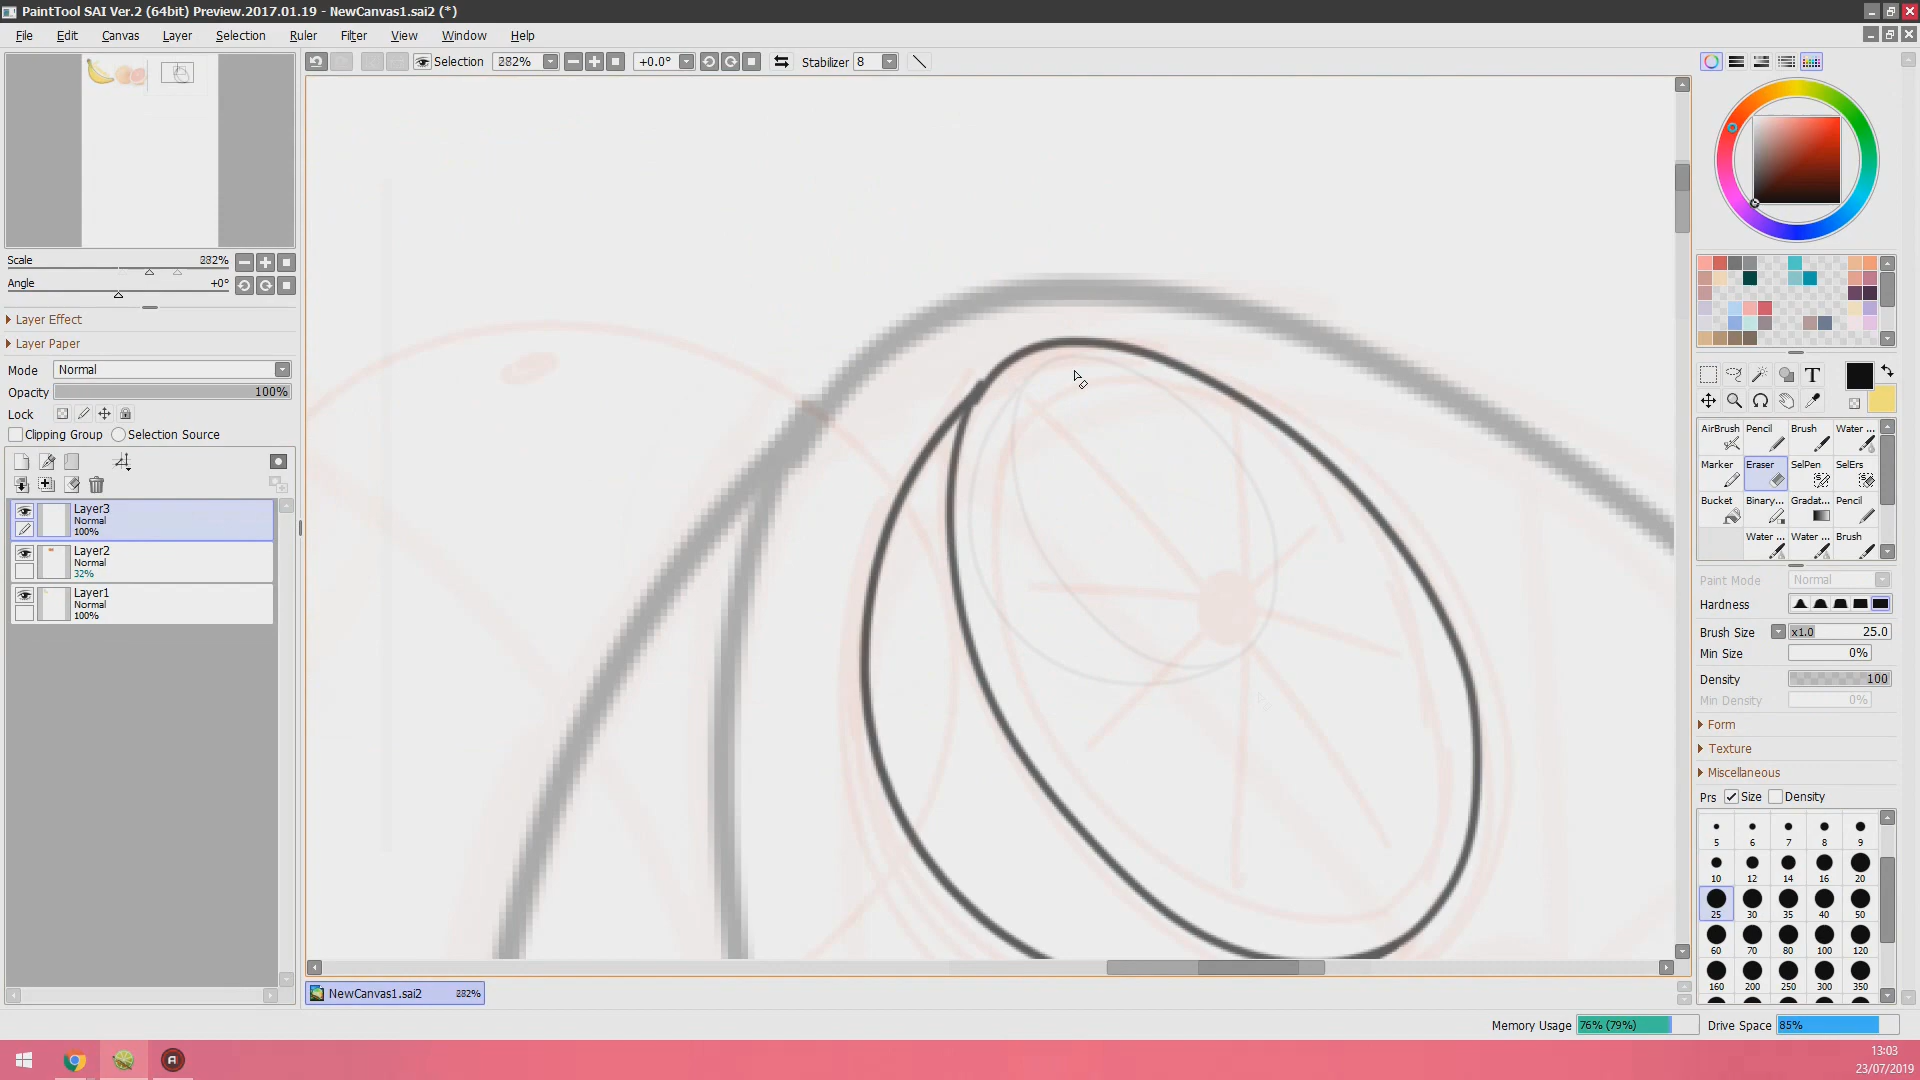 PaintTool SAI Ver.2 (64bit) Preview.2017.01.19 - NewCanvas1.sai2 (*)
File Edit Canvas Layer Selection Ruler Filter View Window Help
Selection 282% +0.0° Stabilizer 8
Scale 282%
Angle +0°
Layer Effect
Layer Paper
Mode Normal
Opacity 100%
Lock
Clipping Group Selection Source
Layer3
Normal
100%
Layer2
Normal
32%
Layer1
Normal
100%
T
AirBrush Pencil Brush Water ...
Marker Eraser SelPen SelErs
Bucket Binary... Gradat... Pencil
Water ... Water ... Brush
Paint Mode Normal
Hardness
Brush Size x1.0 25.0
Min Size 0%
Density 100
Min Density 0%
Form
Texture
Miscellaneous
Prs Size Density
5 6 7 8 9
10 12 14 16 20
25 30 35 40 50
60 70 80 100 120
160 200 250 300 350
NewCanvas1.sai2 282%
Memory Usage 76% (79%) Drive Space 85%
13:03
23/07/2019